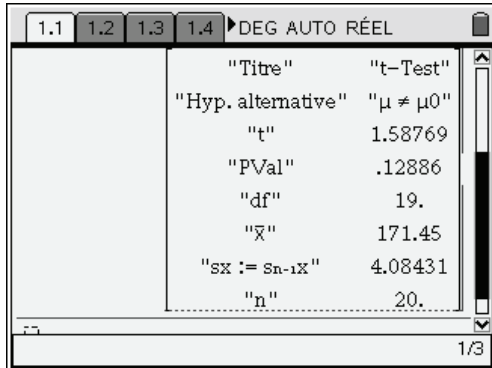 1.1 1.2 1.3 1.4 DEG AUTO RÉEL
"Titre" "t-Test"
"Hyp. alternative" "μ ≠ μ0"
"t" 1.58769
"PVal" .12886
"df" 19.
"x̄" 171.45
"sx := sn-1x" 4.08431
"n" 20.
1/3